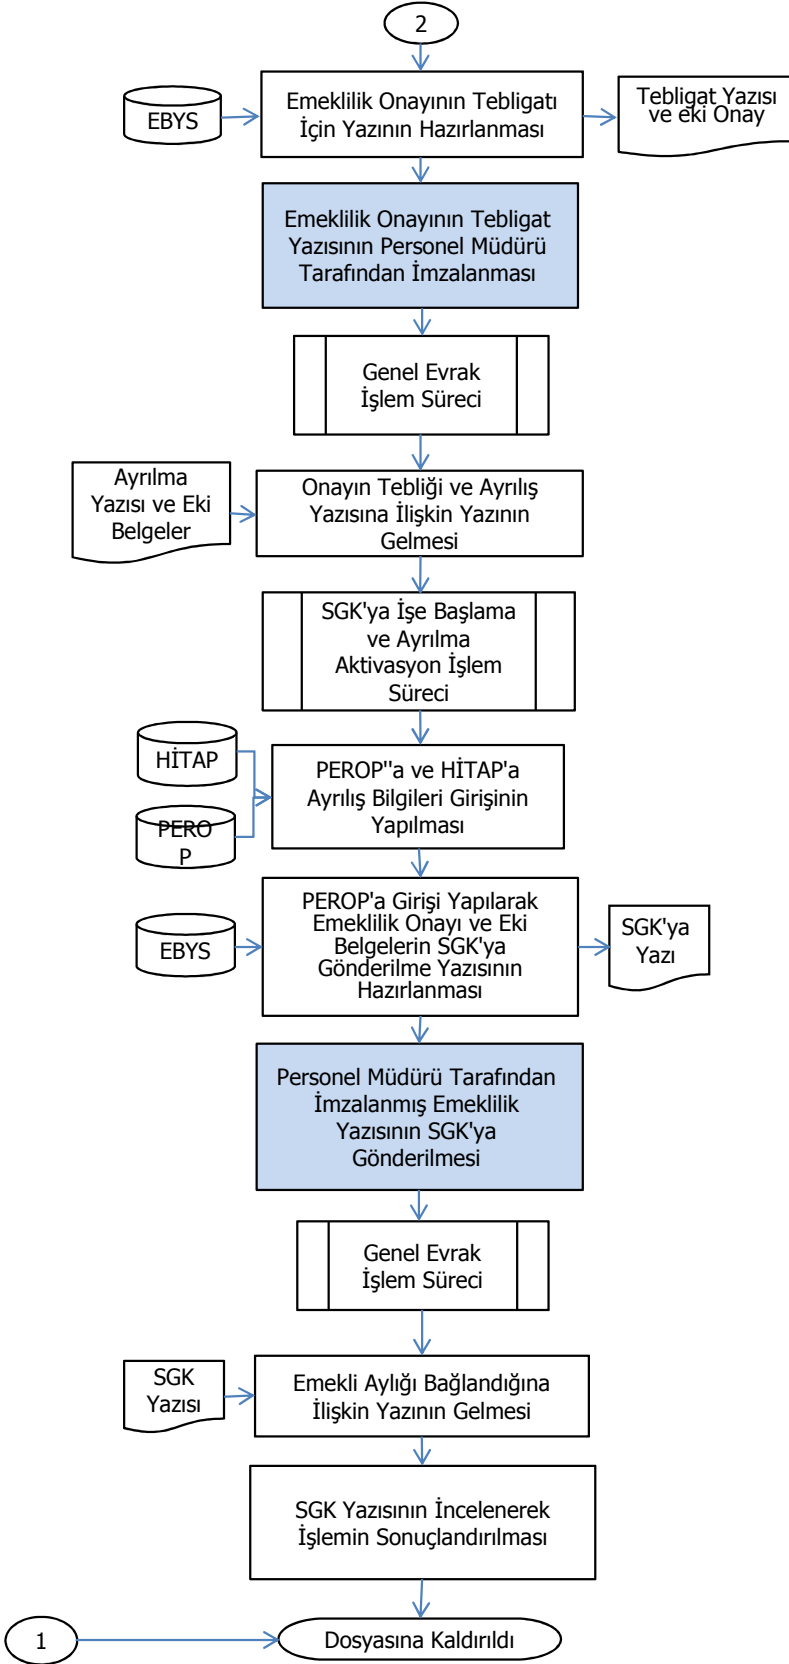 2
EBYS
Emeklilik Onayının Tebligatı
İçin Yazının Hazırlanması
Tebligat Yazısı
ve eki Onay
Emeklilik Onayının Tebligat
Yazısının Personel Müdürü
Tarafından İmzalanması
Genel Evrak
İşlem Süreci
Ayrılma
Yazısı ve Eki
Belgeler
Onayın Tebliği ve Ayrılış
Yazısına İlişkin Yazının
Gelmesi
SGK'ya İşe Başlama
ve Ayrılma
Aktivasyon İşlem
Süreci
HİTAP
PERO
P
PEROP''a ve HİTAP'a
Ayrılış Bilgileri Girişinin
Yapılması
EBYS
PEROP'a Girişi Yapılarak
Emeklilik Onayı ve Eki
Belgelerin SGK'ya
Gönderilme Yazısının
Hazırlanması
SGK'ya
Yazı
Personel Müdürü Tarafından
İmzalanmış Emeklilik
Yazısının SGK'ya
Gönderilmesi
Genel Evrak
İşlem Süreci
SGK
Yazısı
Emekli Aylığı Bağlandığına
İlişkin Yazının Gelmesi
SGK Yazısının İncelenerek
İşlemin Sonuçlandırılması
1
Dosyasına Kaldırıldı